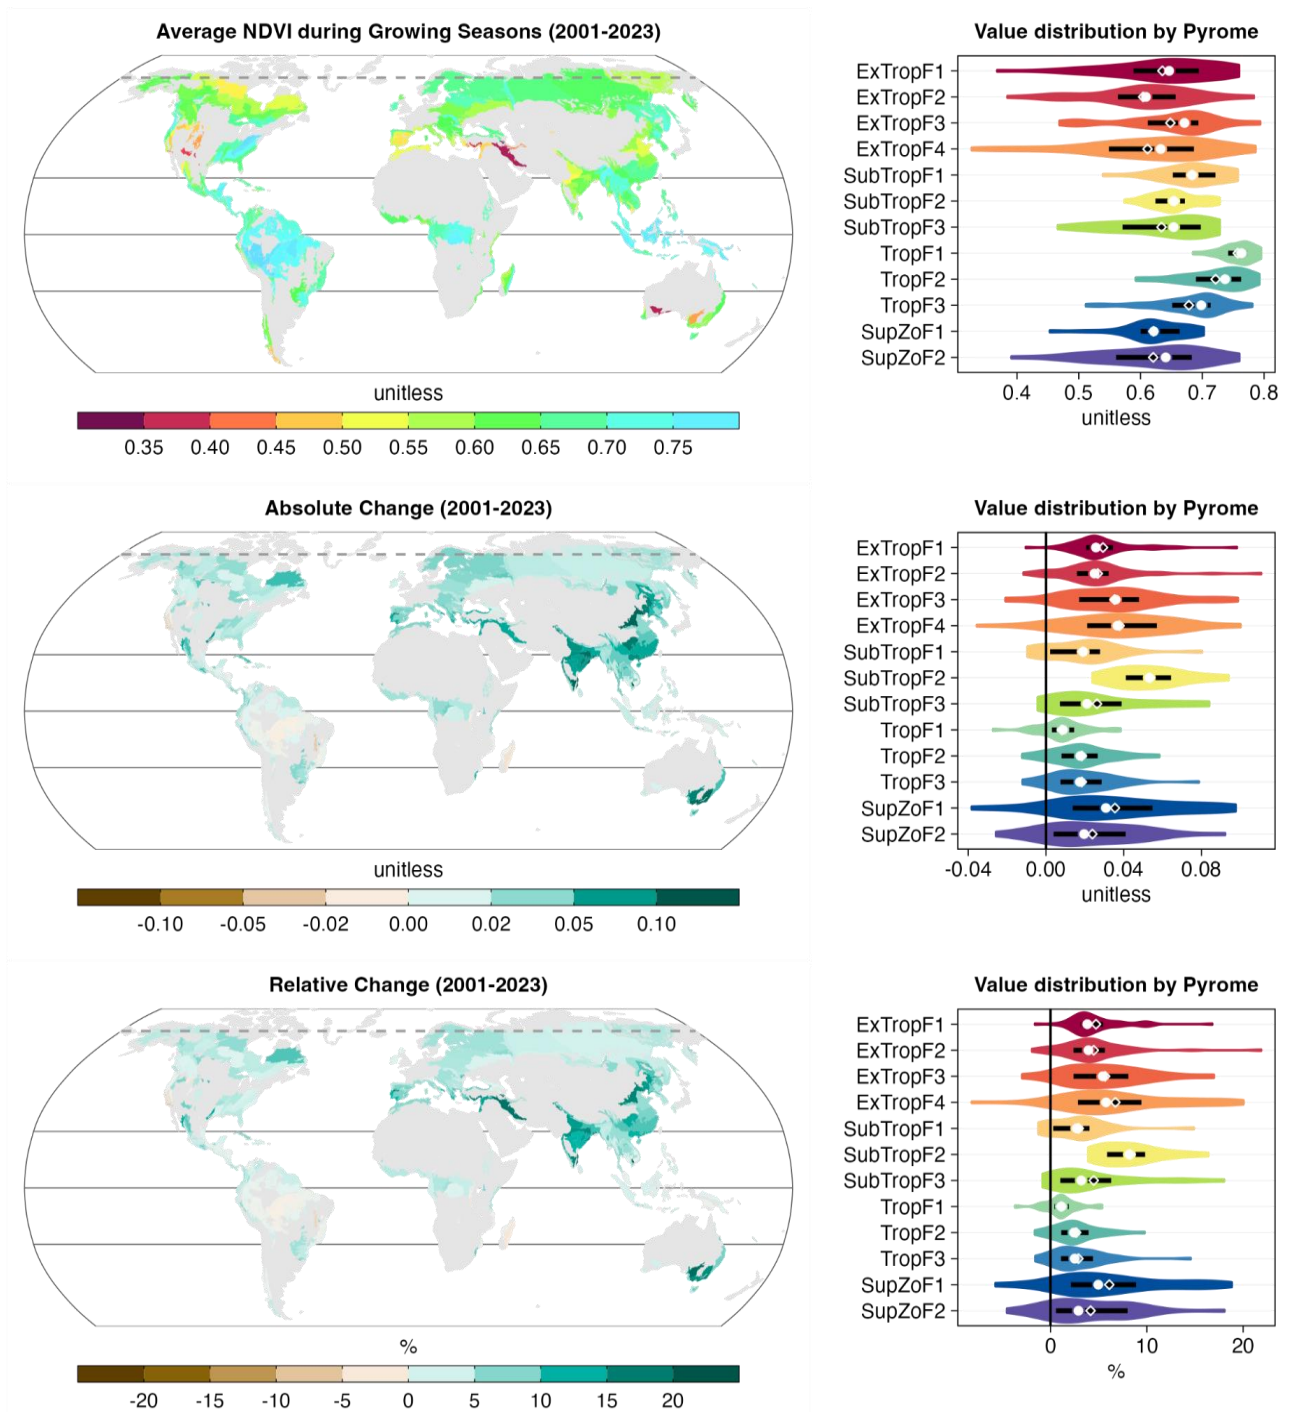 Average NDVI during Growing Seasons (2001-2023)
unitless
0.35 0.40 0.45 0.50 0.55 0.60 0.65 0.70 0.75
Value distribution by Pyrome
ExTropF1
ExTropF2
ExTropF3
ExTropF4
SubTropF1
SubTropF2
SubTropF3
TropF1
TropF2
TropF3
SupZoF1
SupZoF2
0.4 0.5 0.6 0.7 0.8
unitless
Absolute Change (2001-2023)
unitless
-0.10 -0.05 -0.02 0.00 0.02 0.05 0.10
Value distribution by Pyrome
ExTropF1
ExTropF2
ExTropF3
ExTropF4
SubTropF1
SubTropF2
SubTropF3
TropF1
TropF2
TropF3
SupZoF1
SupZoF2
-0.04 0.00 0.04 0.08
unitless
Relative Change (2001-2023)
%
-20 -15 -10 -5 0 5 10 15 20
Value distribution by Pyrome
ExTropF1
ExTropF2
ExTropF3
ExTropF4
SubTropF1
SubTropF2
SubTropF3
TropF1
TropF2
TropF3
SupZoF1
SupZoF2
0 10 20
%